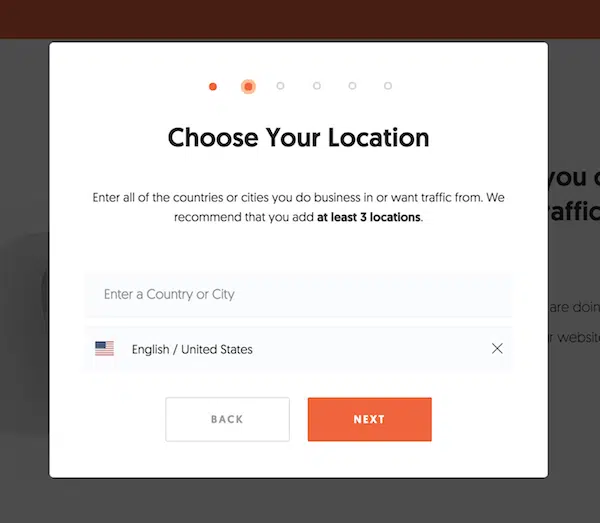 Choose Your Location
Enter all of the countries or cities you do business in or want traffic from. We
recommend that you add at least 3 locations.
Enter a Country or City
English / United States
BACK
NEXT
you
are
website